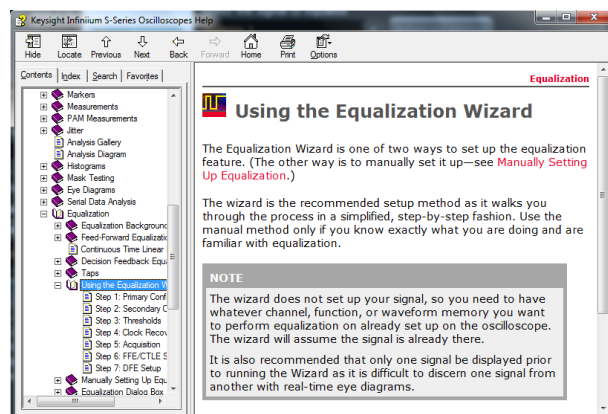 Keysight Infiniium S-Series Oscilloscopes Help
Hide Locate Previous Next Back Forward Home Print Options
Contents Index Search Favorites
Markers
Measurements
PAM Measurements
Jitter
Analysis Gallery
Analysis Diagram
Histograms
Mask Testing
Eye Diagrams
Serial Data Analysis
Equalization
Equalization Backgroun
Feed-Forward Equalizatic
Continuous Time Linear
Decision Feedback Equa
Taps
Using the Equalization W
Step 1: Primary Conf
Step 2: Secondary C
Step 3: Thresholds
Step 4: Clock Recov
Step 5: Acquisition
Step 6: FFE/CTLE S
Step 7: DFE Setup
Manually Setting Up Equ
Equalization Dialog Box
Equalization
Using the Equalization Wizard
The Equalization Wizard is one of two ways to set up the equalization
feature. (The other way is to manually set it up—see Manually Setting
Up Equalization.)
The wizard is the recommended setup method as it walks you
through the process in a simplified, step-by-step fashion. Use the
manual method only if you know exactly what you are doing and are
familiar with equalization.
NOTE
The wizard does not set up your signal, so you need to have
whatever channel, function, or waveform memory you want
to perform equalization on already set up on the oscilloscope.
The wizard will assume the signal is already there.
It is also recommended that only one signal be displayed prior
to running the Wizard as it is difficult to discern one signal from
another with real-time eye diagrams.